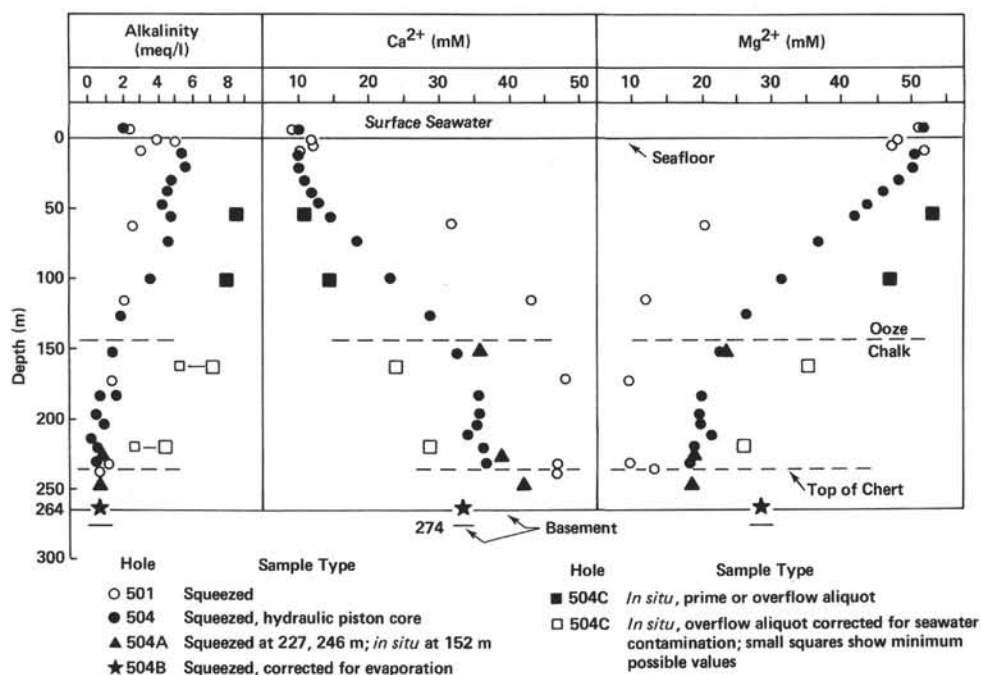 Alkalinity
(meq/l)
Ca2+ (mM)
Mg2+ (mM)
0 2 4 6 8
10 20 30 40
10 20 30 40 50
Surface Seawater
Seafloor
0
50
100
150
200
250
264
300
Depth (m)
Ooze
Chalk
Top of Chert
Basement
274
Hole Sample Type
○ 501 Squeezed
● 504 Squeezed, hydraulic piston core
▲ 504A Squeezed at 227, 246 m; in situ at 152 m
★ 504B Squeezed, corrected for evaporation
Hole Sample Type
■ 504C In situ, prime or overflow aliquot
□ 504C In situ, overflow aliquot corrected for seawater
contamination; small squares show minimum
possible values